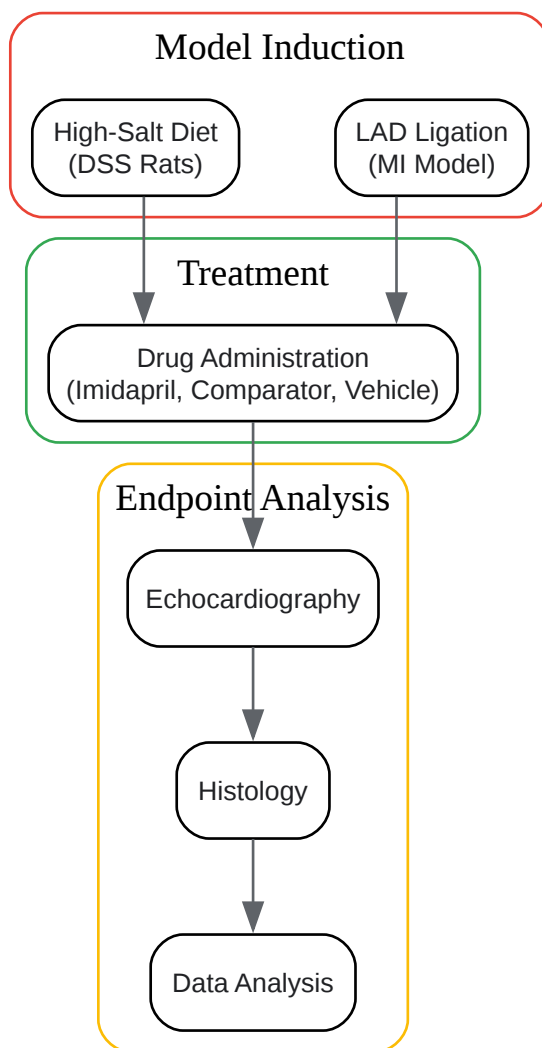 Model Induction
High-Salt Diet
(DSS Rats)
LAD Ligation
(MI Model)
Treatment
Drug Administration
(Imidapril, Comparator, Vehicle)
Endpoint Analysis
Echocardiography
Histology
Data Analysis